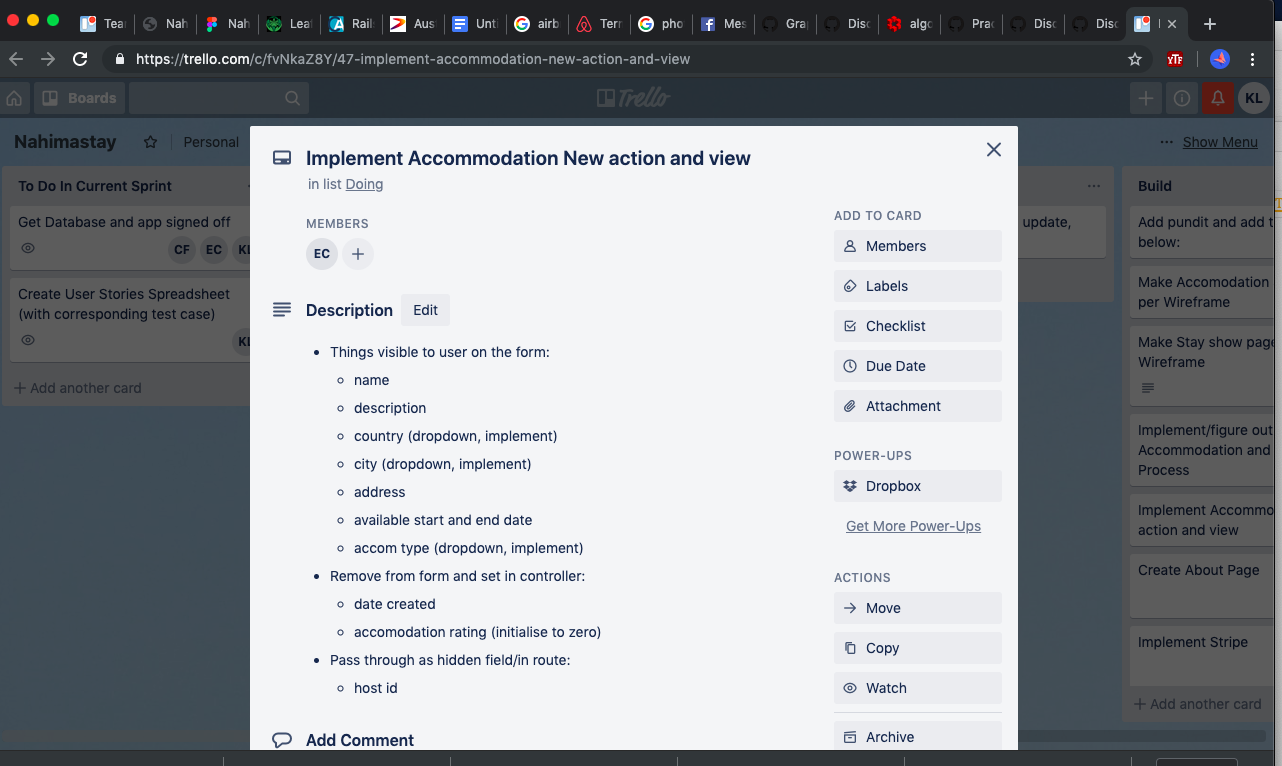 Tear
Nah
Nah
Leaf
Rails
Aus
Unti
airb
Terr
pho
Mes
Gra
Disc
algo
Prac
Disc
Disc
https://trello.com/c/fvNkaZ8Y/47-implement-accommodation-new-action-and-view
YTF
Boards
Trello
KL
Nahimastay
Personal
Show Menu
To Do In Current Sprint
Get Database and app signed off
CF EC KL
Create User Stories Spreadsheet
(with corresponding test case)
KL
+ Add another card
Implement Accommodation New action and view
in list Doing
MEMBERS
EC
Description Edit
• Things visible to user on the form:
◦ name
◦ description
◦ country (dropdown, implement)
◦ city (dropdown, implement)
◦ address
◦ available start and end date
◦ accom type (dropdown, implement)
• Remove from form and set in controller:
◦ date created
◦ accomodation rating (initialise to zero)
• Pass through as hidden field/in route:
◦ host id
Add Comment
ADD TO CARD
Members
Labels
Checklist
Due Date
Attachment
POWER-UPS
Dropbox
Get More Power-Ups
ACTIONS
Move
Copy
Watch
Archive
update,
Build
Add pundit and add t
below:
Make Accomodation
per Wireframe
Make Stay show page
Wireframe
Implement/figure out
Accommodation and
Process
Implement Accommo
action and view
Create About Page
Implement Stripe
+ Add another card